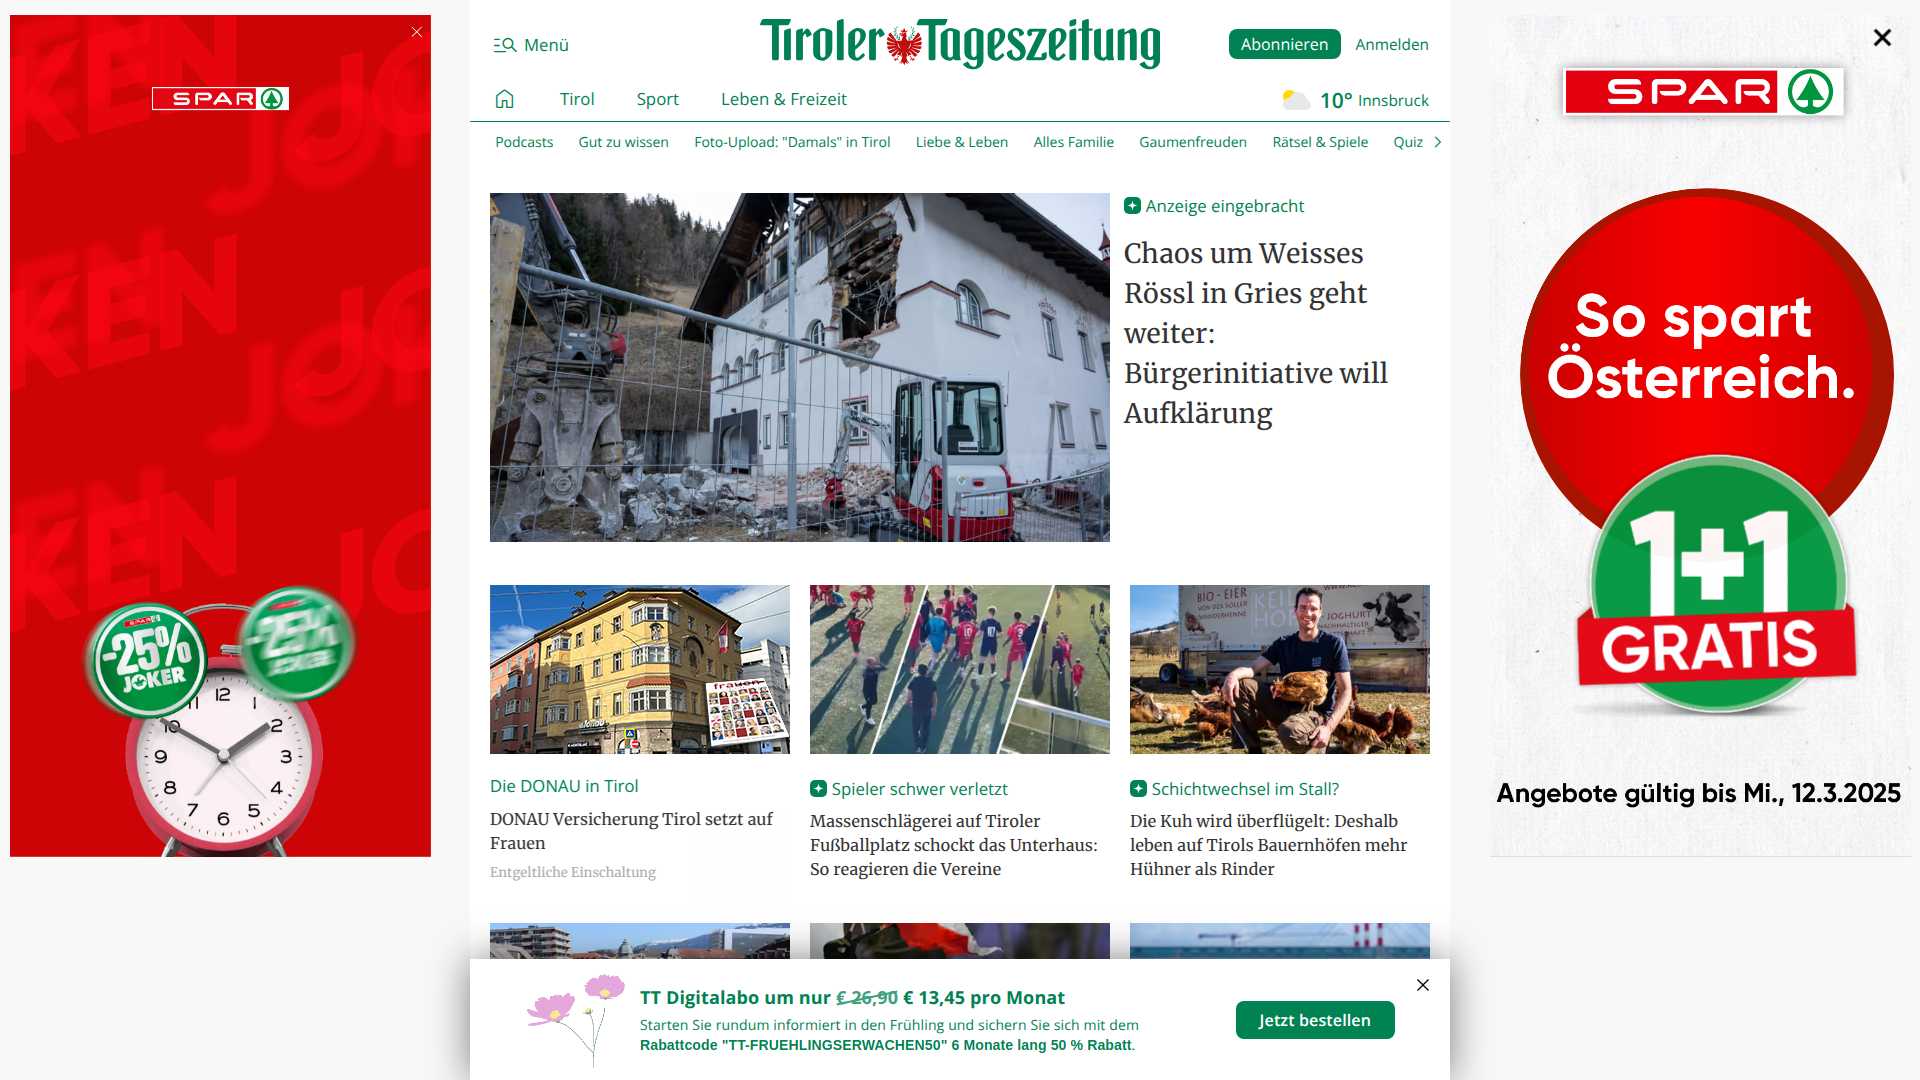 Menü
Tiroler Tageszeitung
Abonnieren
Anmelden
Tirol
Sport
Leben & Freizeit
10° Innsbruck
Podcasts
Gut zu wissen
Foto-Upload: "Damals" in Tirol
Liebe & Leben
Alles Familie
Gaumenfreuden
Rätsel & Spiele
Quiz
SPAR
-25%
JOKER
12
1
2
3
4
5
6
7
8
9
10
Anzeige eingebracht
Chaos um Weisses
Rössl in Gries geht
weiter:
Bürgerinitiative will
Aufklärung
BIO - EIER
JOGHURT
frauen
Die DONAU in Tirol
DONAU Versicherung Tirol setzt auf
Frauen
Entgeltliche Einschaltung
Spieler schwer verletzt
Massenschlägerei auf Tiroler
Fußballplatz schockt das Unterhaus:
So reagieren die Vereine
Schichtwechsel im Stall?
Die Kuh wird überflügelt: Deshalb
leben auf Tirols Bauernhöfen mehr
Hühner als Rinder
TT Digitalabo um nur € 26,90 € 13,45 pro Monat
Starten Sie rundum informiert in den Frühling und sichern Sie sich mit dem
Rabattcode "TT-FRUEHLINGSERWACHEN50" 6 Monate lang 50 % Rabatt.
Jetzt bestellen
SPAR
So spart
Österreich.
1+1
GRATIS
Angebote gültig bis Mi., 12.3.2025